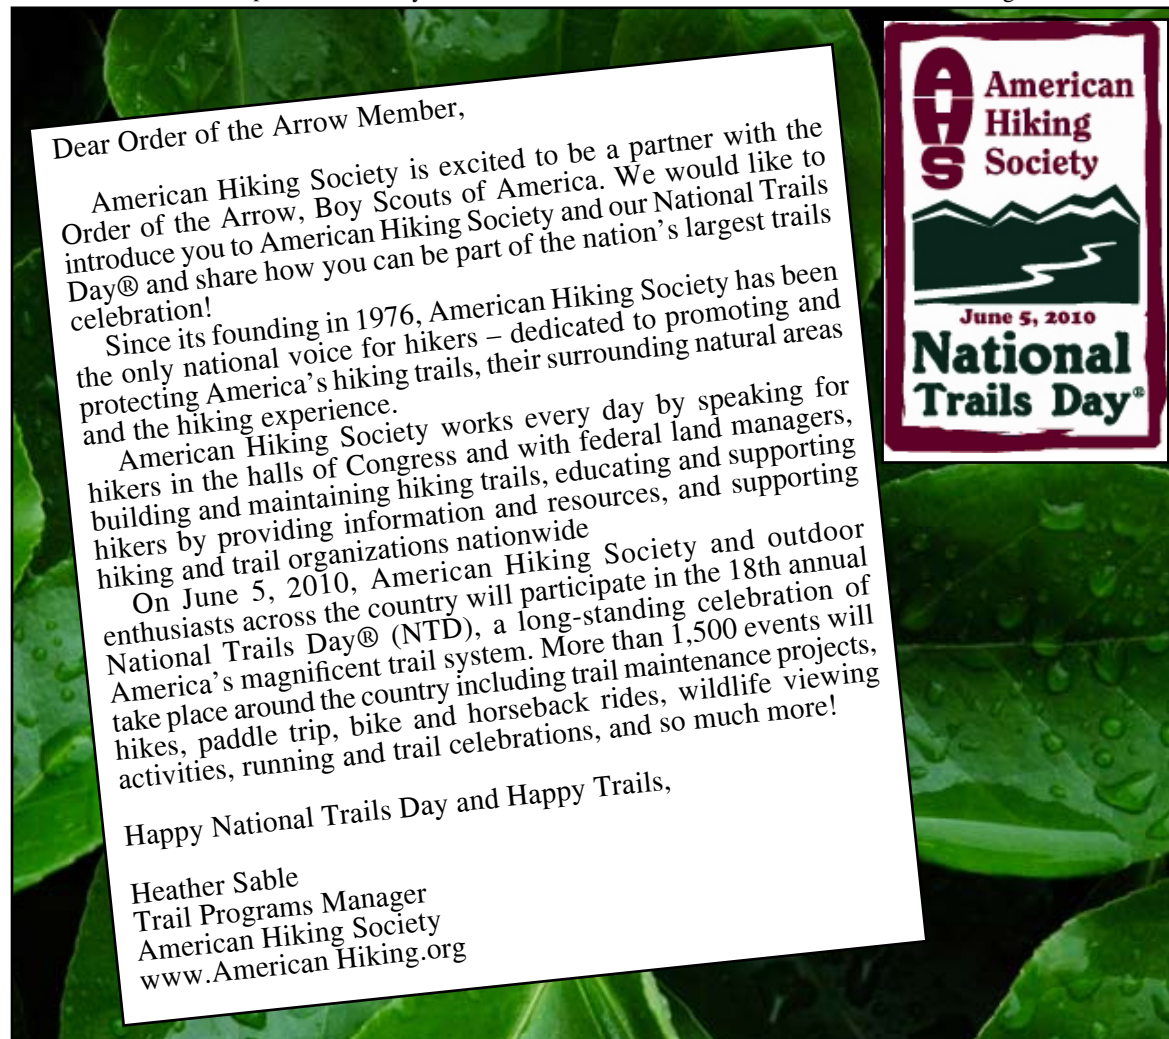 Dear Order of the Arrow Member,
American Hiking Society is excited to be a partner with the
Order of the Arrow, Boy Scouts of America. We would like to
introduce you to American Hiking Society and our National Trails
Day® and share how you can be part of the nation's largest trails
celebration!
Since its founding in 1976, American Hiking Society has been
the only national voice for hikers – dedicated to promoting and
protecting America's hiking trails, their surrounding natural areas
and the hiking experience.
American Hiking Society works every day by speaking for
hikers in the halls of Congress and with federal land managers,
building and maintaining hiking trails, educating and supporting
hikers by providing information and resources, and supporting
hiking and trail organizations nationwide
On June 5, 2010, American Hiking Society and outdoor
enthusiasts across the country will participate in the 18th annual
National Trails Day® (NTD), a long-standing celebration of
America's magnificent trail system. More than 1,500 events will
take place around the country including trail maintenance projects,
hikes, paddle trip, bike and horseback rides, wildlife viewing
activities, running and trail celebrations, and so much more!
Happy National Trails Day and Happy Trails,
Heather Sable
Trail Programs Manager
American Hiking Society
www.American Hiking.org
AHS
American
Hiking
Society
June 5, 2010
National
Trails Day®